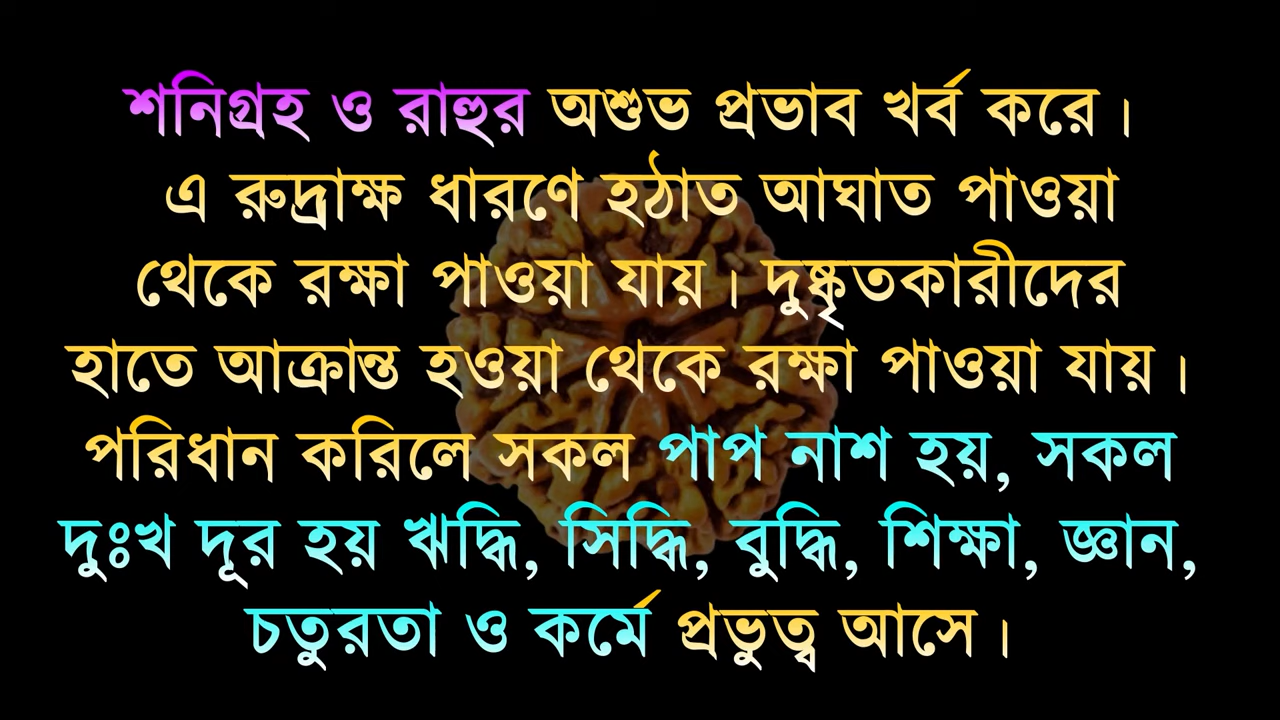 শনিগ্রহ ও রাহুর অশুভ প্রভাব খর্ব করে।
এ রুদ্রাক্ষ ধারণে হঠাত আঘাত পাওয়া
থেকে রক্ষা পাওয়া যায়। দুষ্কৃতকারীদের
হাতে আক্রান্ত হওয়া থেকে রক্ষা পাওয়া যায়।
পরিধান করিলে সকল পাপ নাশ হয়, সকল
দুঃখ দূর হয় ঋদ্ধি, সিদ্ধি, বুদ্ধি, শিক্ষা, জ্ঞান,
চতুরতা ও কর্মে প্রভুত্ব আসে।